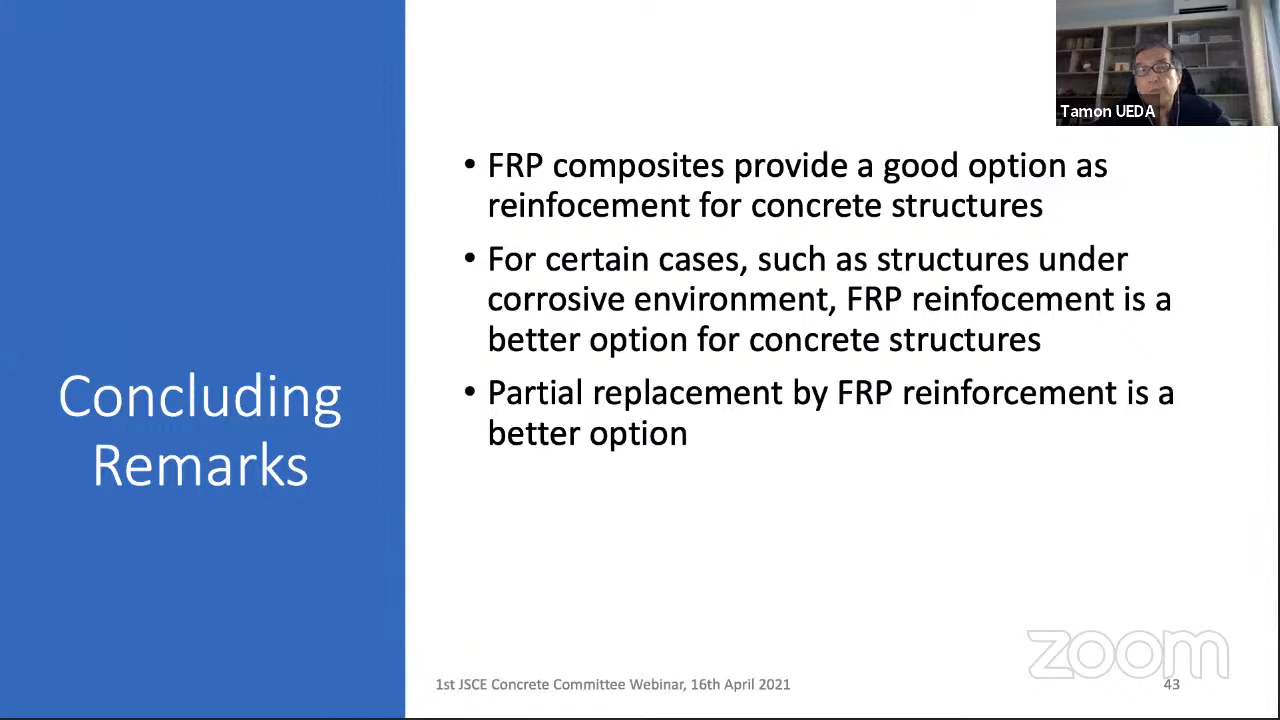 Tamon UEDA
• FRP composites provide a good option as
reinfocement for concrete structures
• For certain cases, such as structures under
corrosive environment, FRP reinfocement is a
better option for concrete structures
• Partial replacement by FRP reinforcement is a
better option
Concluding
Remarks
zoom
1st JSCE Concrete Committee Webinar, 16th April 2021
43